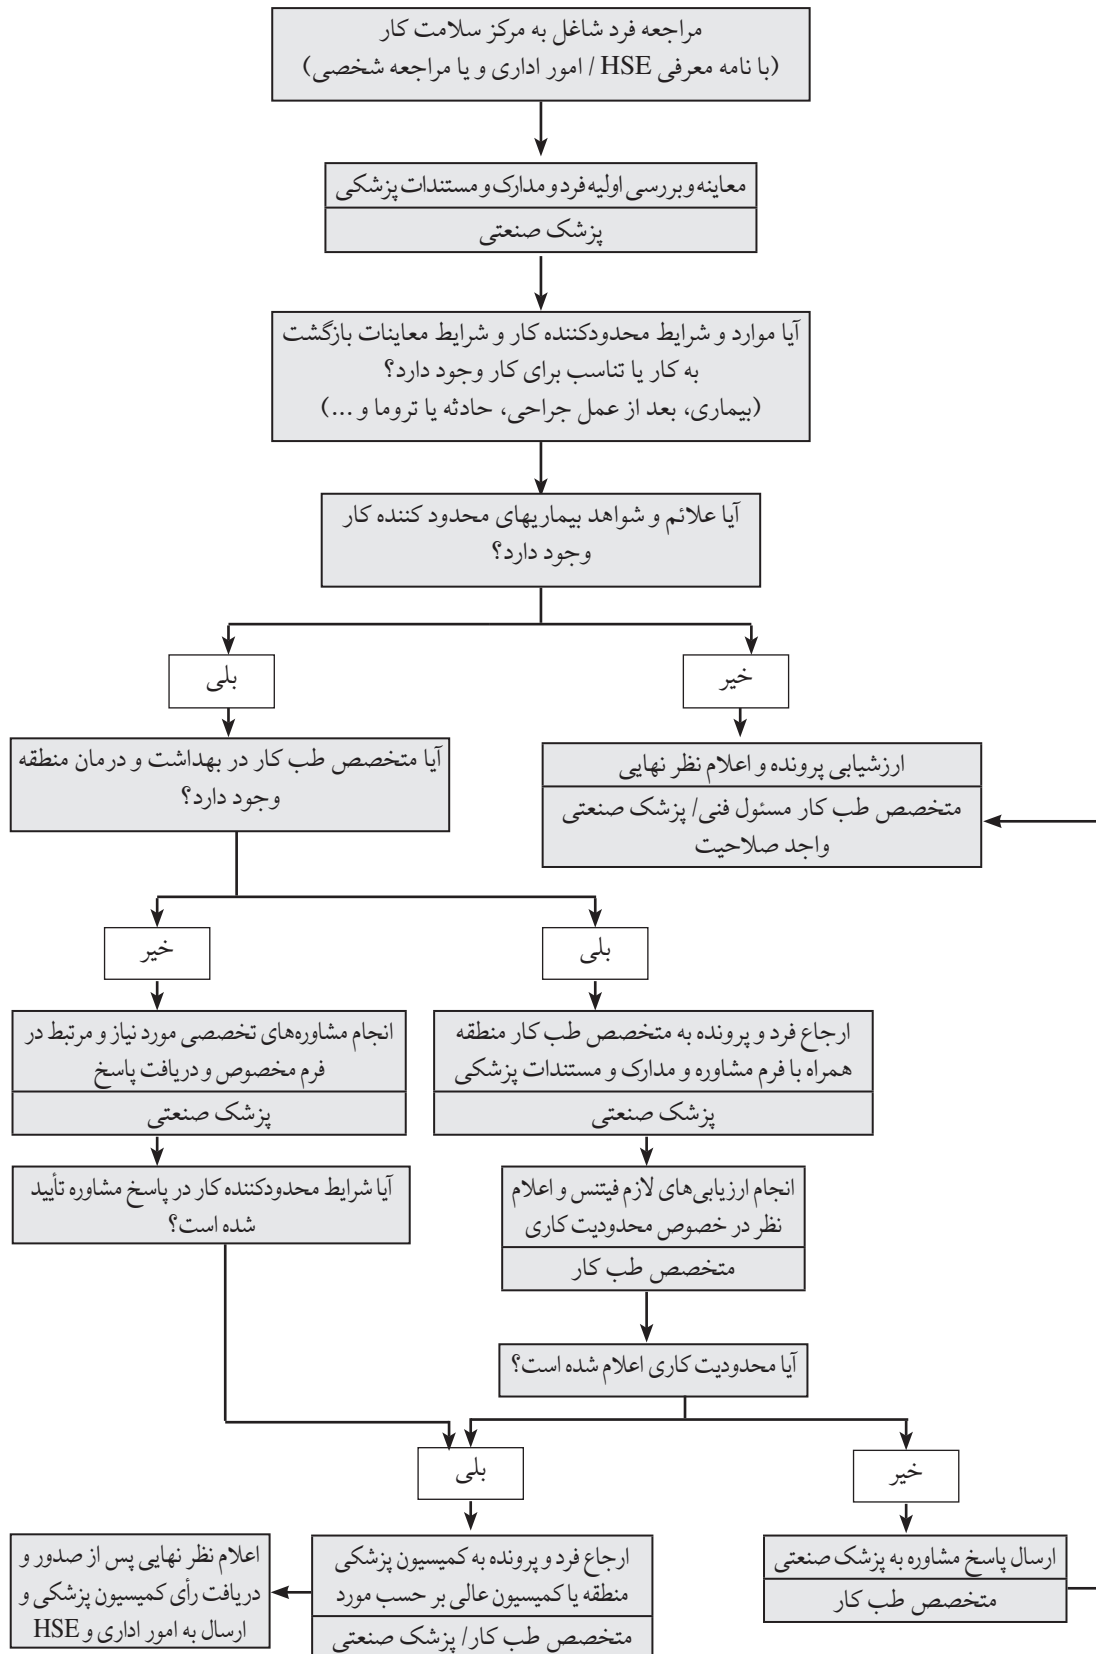 مراجعه فرد شاغل به مرکز سلامت کار
(با نامه معرفی HSE / امور اداری و یا مراجعه شخصی)
معاینه و بررسی اولیه فرد و مدارک و مستندات پزشکی
پزشک صنعتی
آیا موارد و شرایط محدودکننده کار و شرایط معاینات بازگشت
به کار یا تناسب برای کار وجود دارد؟
(بیماری، بعد از عمل جراحی، حادثه یا تروما و ...)
آیا علائم و شواهد بیماریهای محدود کننده کار
وجود دارد؟
خیر
بلی
ارزشیابی پرونده و اعلام نظر نهایی
متخصص طب کار مسئول فنی/ پزشک صنعتی
واجد صلاحیت
آیا متخصص طب کار در بهداشت و درمان منطقه
وجود دارد؟
بلی
خیر
ارجاع فرد و پرونده به متخصص طب کار منطقه
همراه با فرم مشاوره و مدارک و مستندات پزشکی
پزشک صنعتی
انجام مشاوره‌های تخصصی مورد نیاز و مرتبط در
فرم مخصوص و دریافت پاسخ
پزشک صنعتی
انجام ارزیابی‌های لازم فیتنس و اعلام
نظر در خصوص محدودیت کاری
متخصص طب کار
آیا شرایط محدودکننده کار در پاسخ مشاوره تأیید
شده است؟
آیا محدودیت کاری اعلام شده است؟
خیر
بلی
ارسال پاسخ مشاوره به پزشک صنعتی
متخصص طب کار
ارجاع فرد و پرونده به کمیسیون پزشکی
منطقه یا کمیسیون عالی بر حسب مورد
متخصص طب کار/ پزشک صنعتی
اعلام نظر نهایی پس از صدور و
دریافت رأی کمیسیون پزشکی و
ارسال به امور اداری و HSE